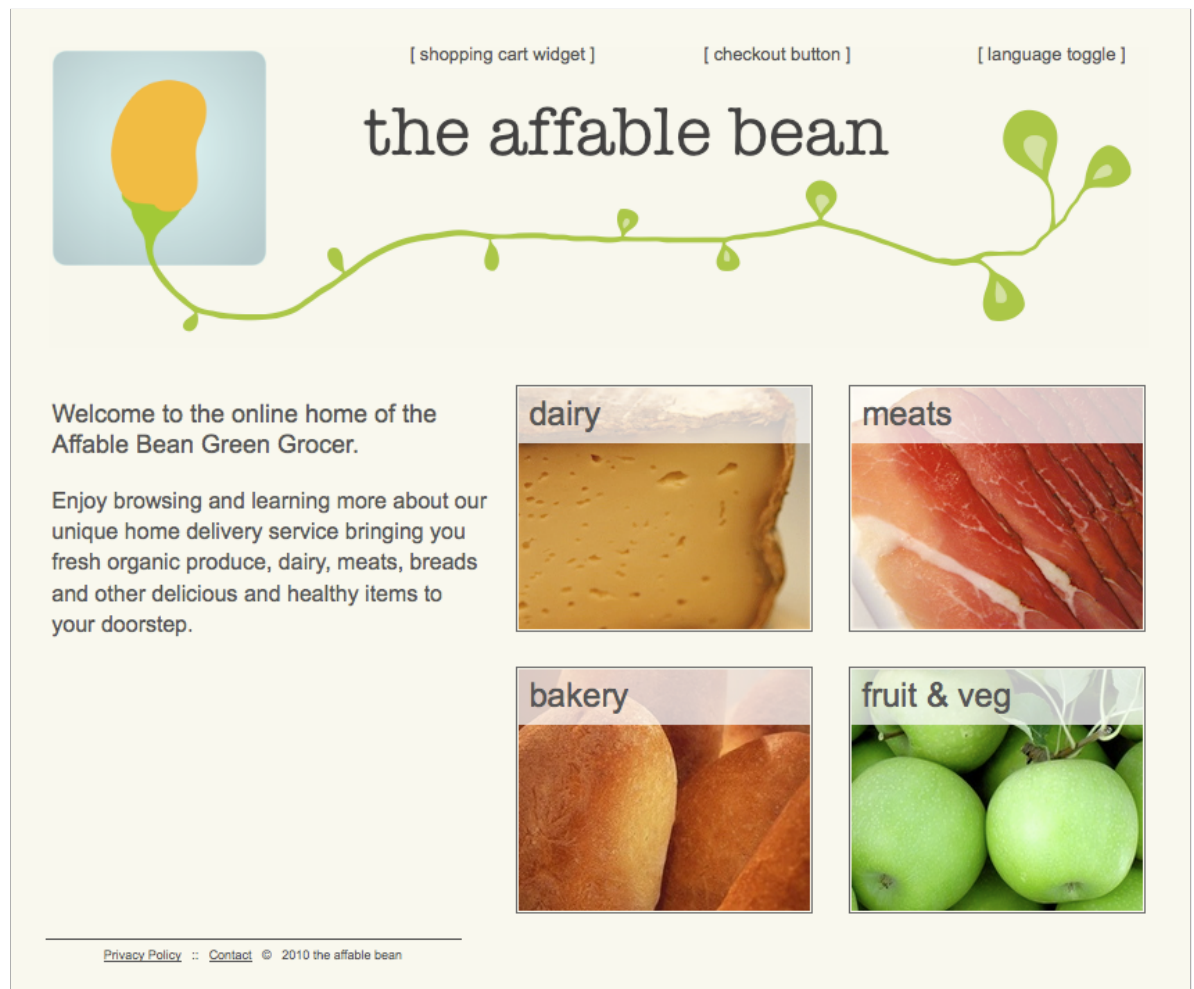 [ shopping cart widget ]
[ checkout button ]
[ language toggle ]
the affable bean
Welcome to the online home of the
Affable Bean Green Grocer.
Enjoy browsing and learning more about our
unique home delivery service bringing you
fresh organic produce, dairy, meats, breads
and other delicious and healthy items to
your doorstep.
dairy
meats
bakery
fruit & veg
Privacy Policy :: Contact © 2010 the affable bean